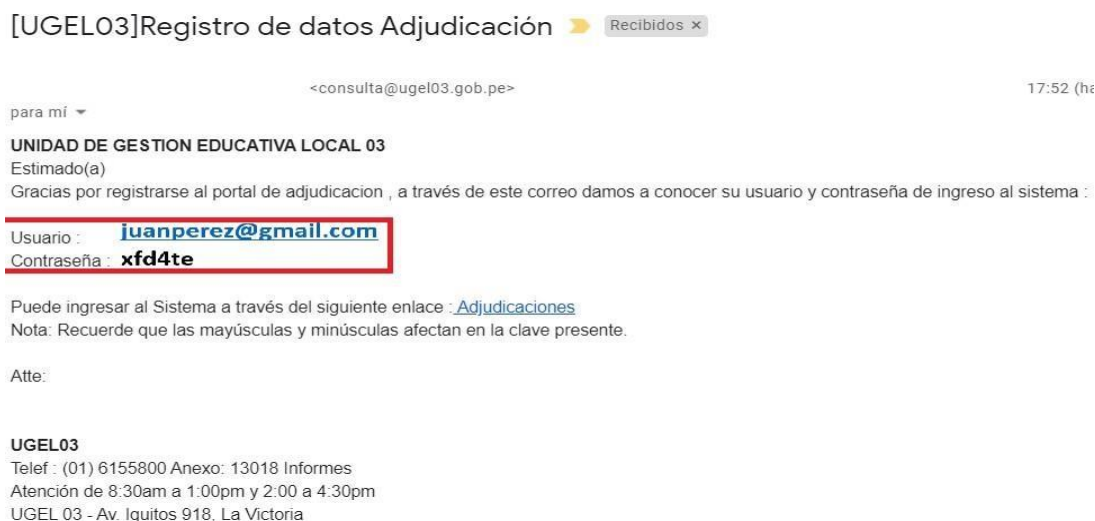 [UGEL03]Registro de datos Adjudicación Recibidos ×
<consulta@ugel03.gob.pe> 17:52
para mí
UNIDAD DE GESTION EDUCATIVA LOCAL 03
Estimado(a)
Gracias por registrarse al portal de adjudicacion , a través de este correo damos a conocer su usuario y contraseña de ingreso al sistema :
Usuario : juanperez@gmail.com
Contraseña : xfd4te
Puede ingresar al Sistema a través del siguiente enlace : Adjudicaciones
Nota: Recuerde que las mayúsculas y minúsculas afectan en la clave presente.
Atte:
UGEL03
Telef : (01) 6155800 Anexo: 13018 Informes
Atención de 8:30am a 1:00pm y 2:00 a 4:30pm
UGEL 03 - Av. Iquitos 918, La Victoria